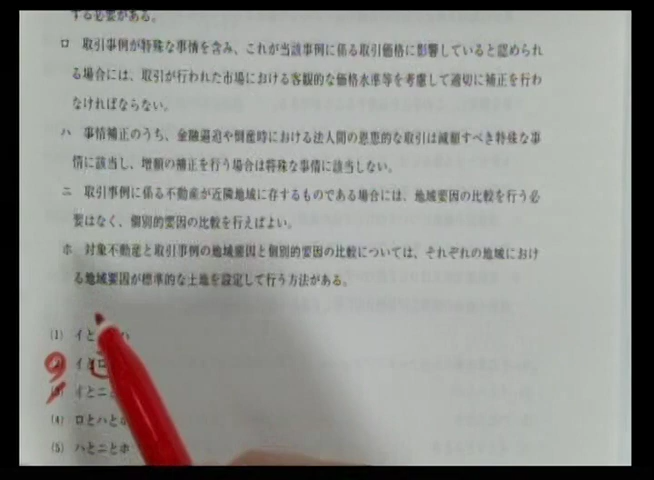 する必要がある。
ロ 取引事例が特殊な事情を含み、これが当該事例に係る取引価格に影響していると認められ
る場合には、取引が行われた市場における客観的な価格水準等を考慮して適切に補正を行わ
なければならない。
ハ 事情補正のうち、金融逼迫や倒産時における法人間の恩恵的な取引は減額すべき特殊な事
情に該当し、増額の補正を行う場合は特殊な事情に該当しない。
ニ 取引事例に係る不動産が近隣地域に存するものである場合には、地域要因の比較を行う必
要はなく、個別的要因の比較を行えばよい。
ホ 対象不動産と取引事例の地域要因と個別的要因の比較については、それぞれの地域におけ
る地域要因が標準的な土地を設定して行う方法がある。
(1) イと ハ
イとロ
(3) イとニと
(4) ロとハとホ
(5) ハとニとホ